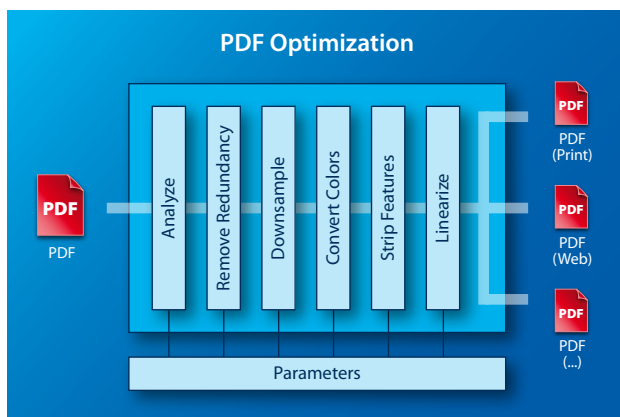 PDF Optimization
PDF
PDF
Analyze
Remove Redundancy
Downsample
Convert Colors
Strip Features
Linearize
PDF
PDF
(Print)
PDF
PDF
(Web)
PDF
PDF
(...)
Parameters